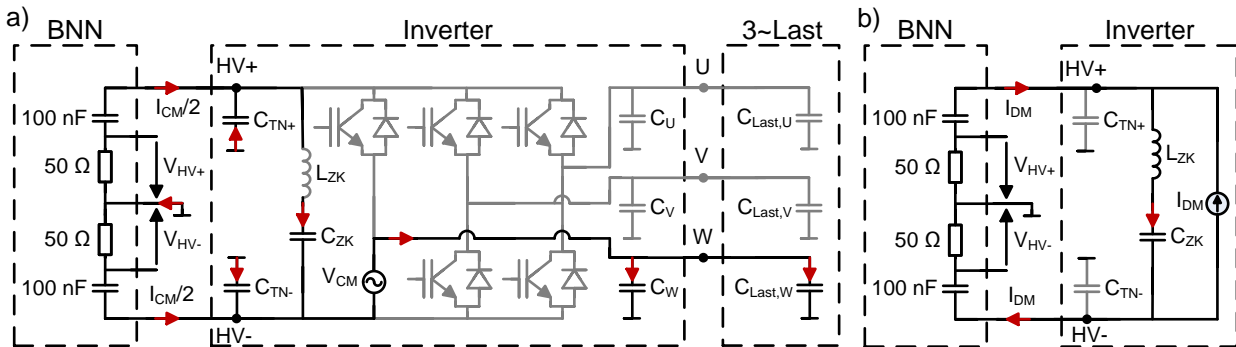 a)
BNN
Inverter
3~Last
HV+
I_CM/2
100 nF
C_TN+
50 Ω
V_HV+
L_ZK
50 Ω
V_HV-
C_ZK
100 nF
I_CM/2
C_TN-
HV-
V_CM
U
C_U
C_Last,U
V
C_V
C_Last,V
W
C_W
C_Last,W
b)
BNN
Inverter
HV+
I_DM
100 nF
C_TN+
50 Ω
V_HV+
L_ZK
50 Ω
V_HV-
I_DM
C_ZK
100 nF
I_DM
C_TN-
HV-